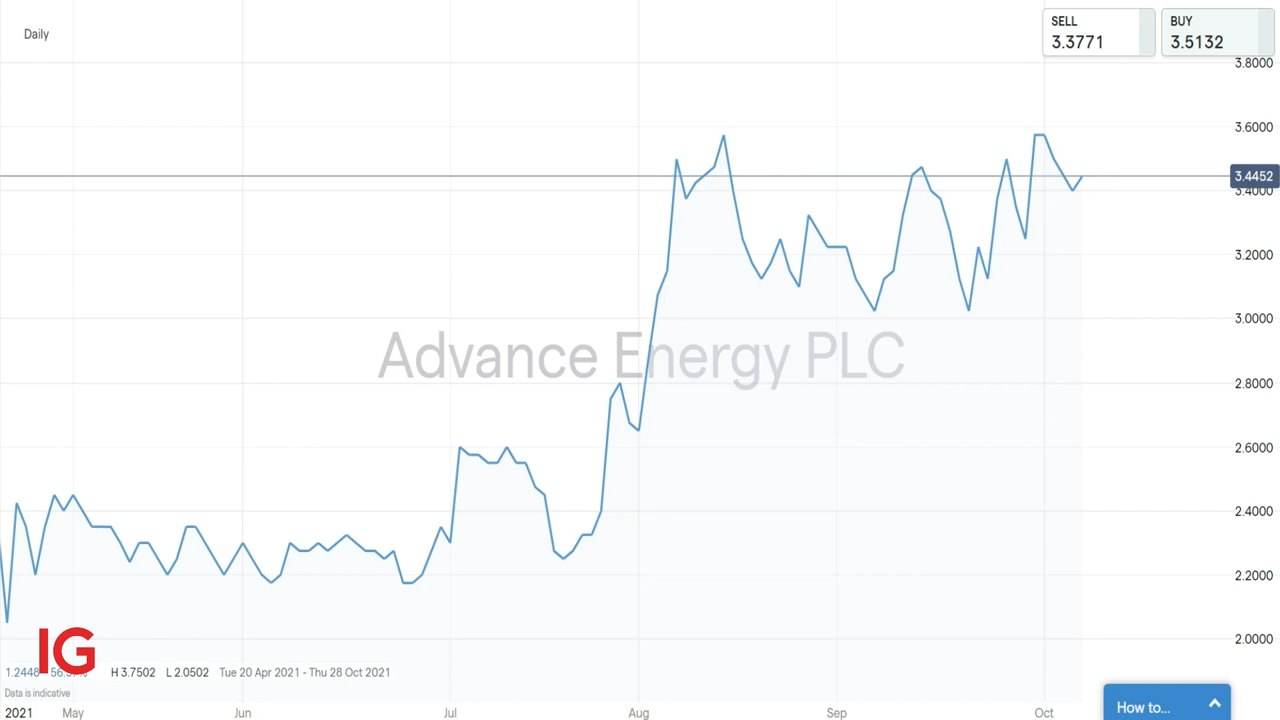 Daily
SELL
3.3771
BUY
3.5132
3.8000
3.6000
3.4452
3.4000
3.2000
3.0000
Advance Energy PLC
2.8000
2.6000
2.4000
2.2000
2.0000
IG
1.2448 H 3.7502 L 2.0502 Tue 20 Apr 2021 - Thu 28 Oct 2021
Data is indicative
2021 May Jun Jul Aug Sep Oct
How to...